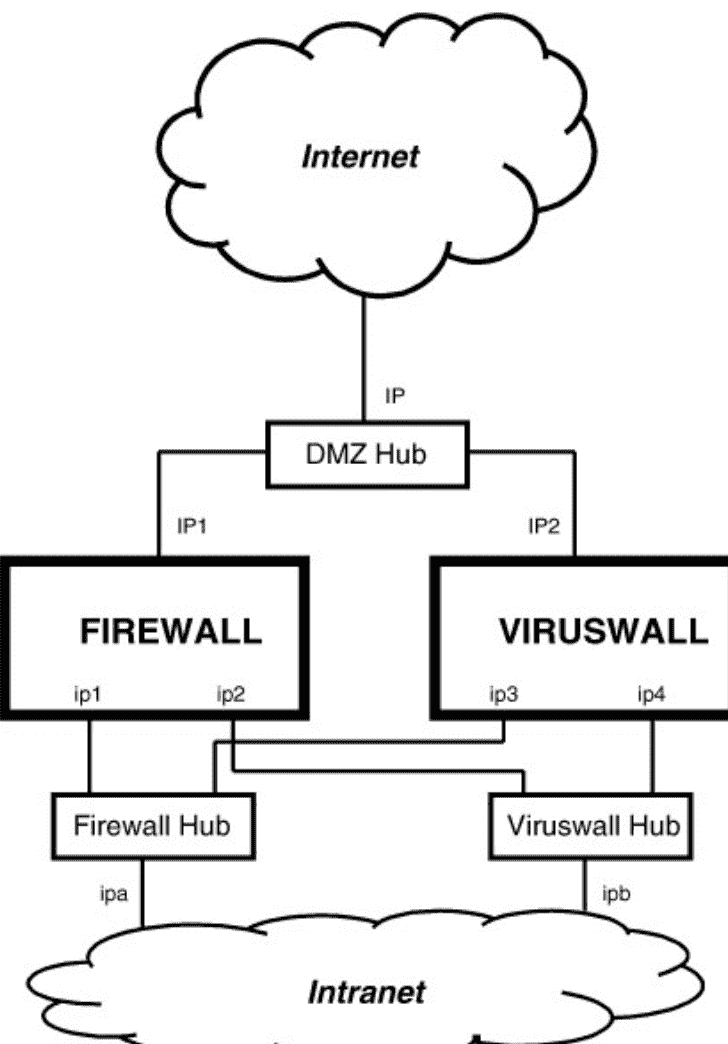 Internet
IP
DMZ Hub
IP1 IP2
FIREWALL VIRUSWALL
ip1 ip2 ip3 ip4
Firewall Hub Viruswall Hub
ipa ipb
Intranet